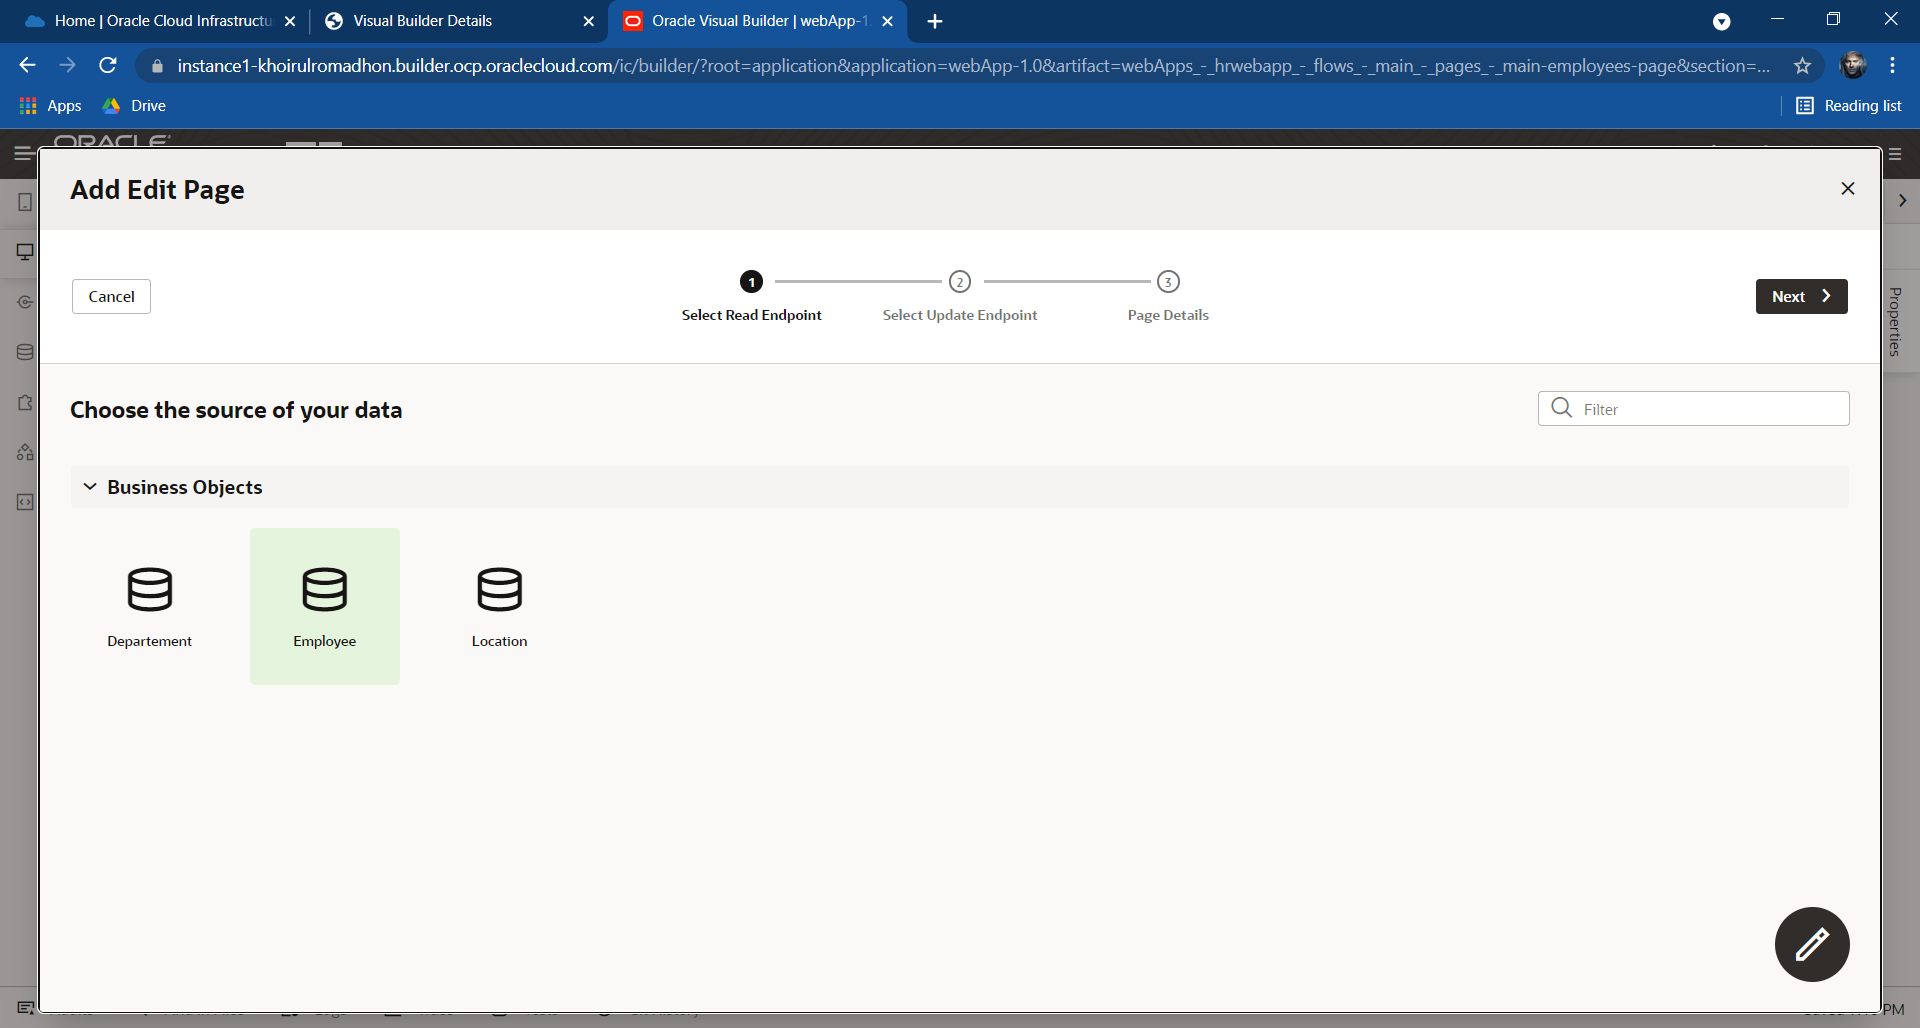 Home | Oracle Cloud Infrastructu
Visual Builder Details
Oracle Visual Builder | webApp-1
instance1-khoirulromadhon.builder.ocp.oraclecloud.com/ic/builder/?root=application&application=webApp-1.0&artifact=webApps_-_hrwebapp_-_flows_-_main_-_pages_-_main-employees-page&section=...
Apps
Drive
Reading list
ORACLE
Add Edit Page
Cancel
1
2
3
Select Read Endpoint
Select Update Endpoint
Page Details
Next
Properties
Choose the source of your data
Filter
Business Objects
Departement
Employee
Location
PM